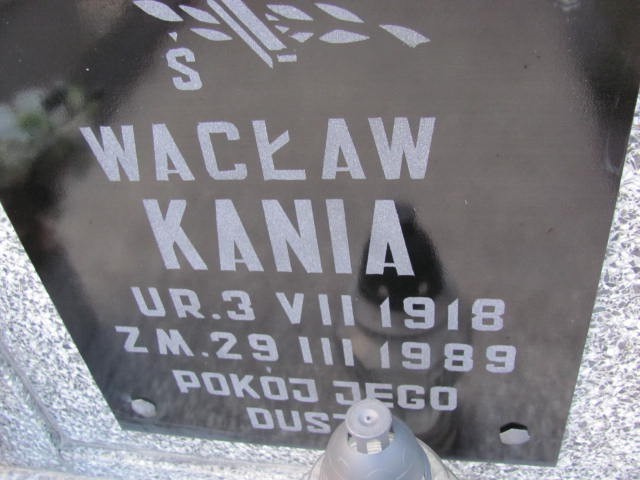 Ś
WACŁAW
KANIA
UR. 3 VII 1918
ZM. 29 III 1989
POKÓJ JEGO